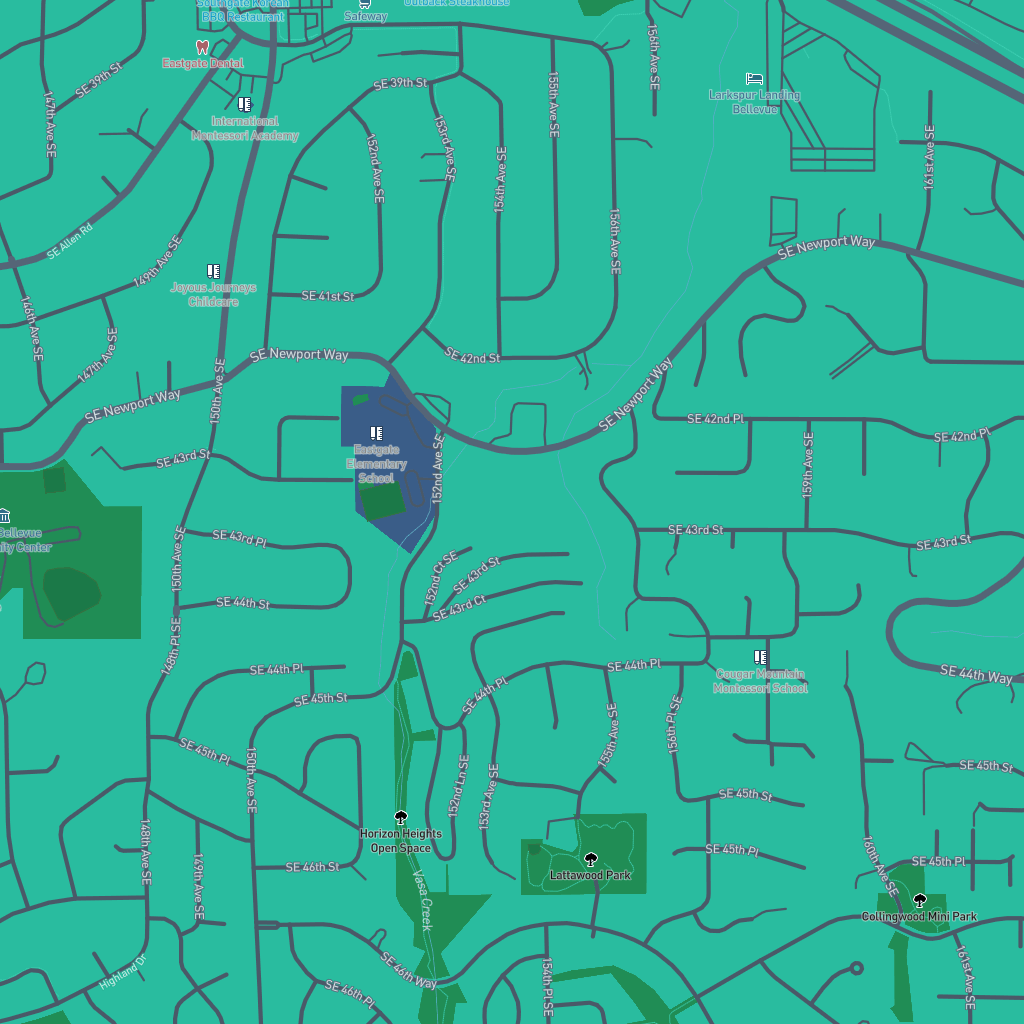 Southgate Korean
BBQ Restaurant
Safeway
Outback Steakhouse
Eastgate Dental
SE 39th St
147th Ave SE
International
Montessori Academy
SE 39th St
152nd Ave SE
153rd Ave SE
154th Ave SE
155th Ave SE
156th Ave SE
156th Ave SE
Larkspur Landing
Bellevue
161st Ave SE
SE Allen Rd
149th Ave SE
Joyous Journeys
Childcare
SE 41st St
SE Newport Way
146th Ave SE
147th Ave SE
SE Newport Way
SE 42nd St
SE Newport Way
SE Newport Way
150th Ave SE
SE 42nd Pl
SE 42nd Pl
SE 43rd St
Eastgate
Elementary
School
152nd Ave SE
159th Ave SE
Bellevue
ity Center
SE 43rd Pl
SE 43rd St
SE 43rd St
150th Ave SE
152nd Ct SE
SE 43rd St
SE 43rd Ct
SE 44th St
148th Pl SE
SE 44th Pl
SE 44th Pl
SE 44th Pl
Cougar Mountain
Montessori School
SE 44th Way
SE 45th St
156th Pl SE
155th Ave SE
SE 45th Pl
150th Ave SE
152nd Ln SE
153rd Ave SE
SE 45th St
SE 45th St
Horizon Heights
Open Space
148th Ave SE
149th Ave SE
SE 46th St
Lattawood Park
SE 45th Pl
160th Ave SE
SE 45th Pl
Collingwood Mini Park
Vasa Creek
Highland Dr
SE 46th Way
SE 46th Pl
154th Pl SE
161st Ave SE